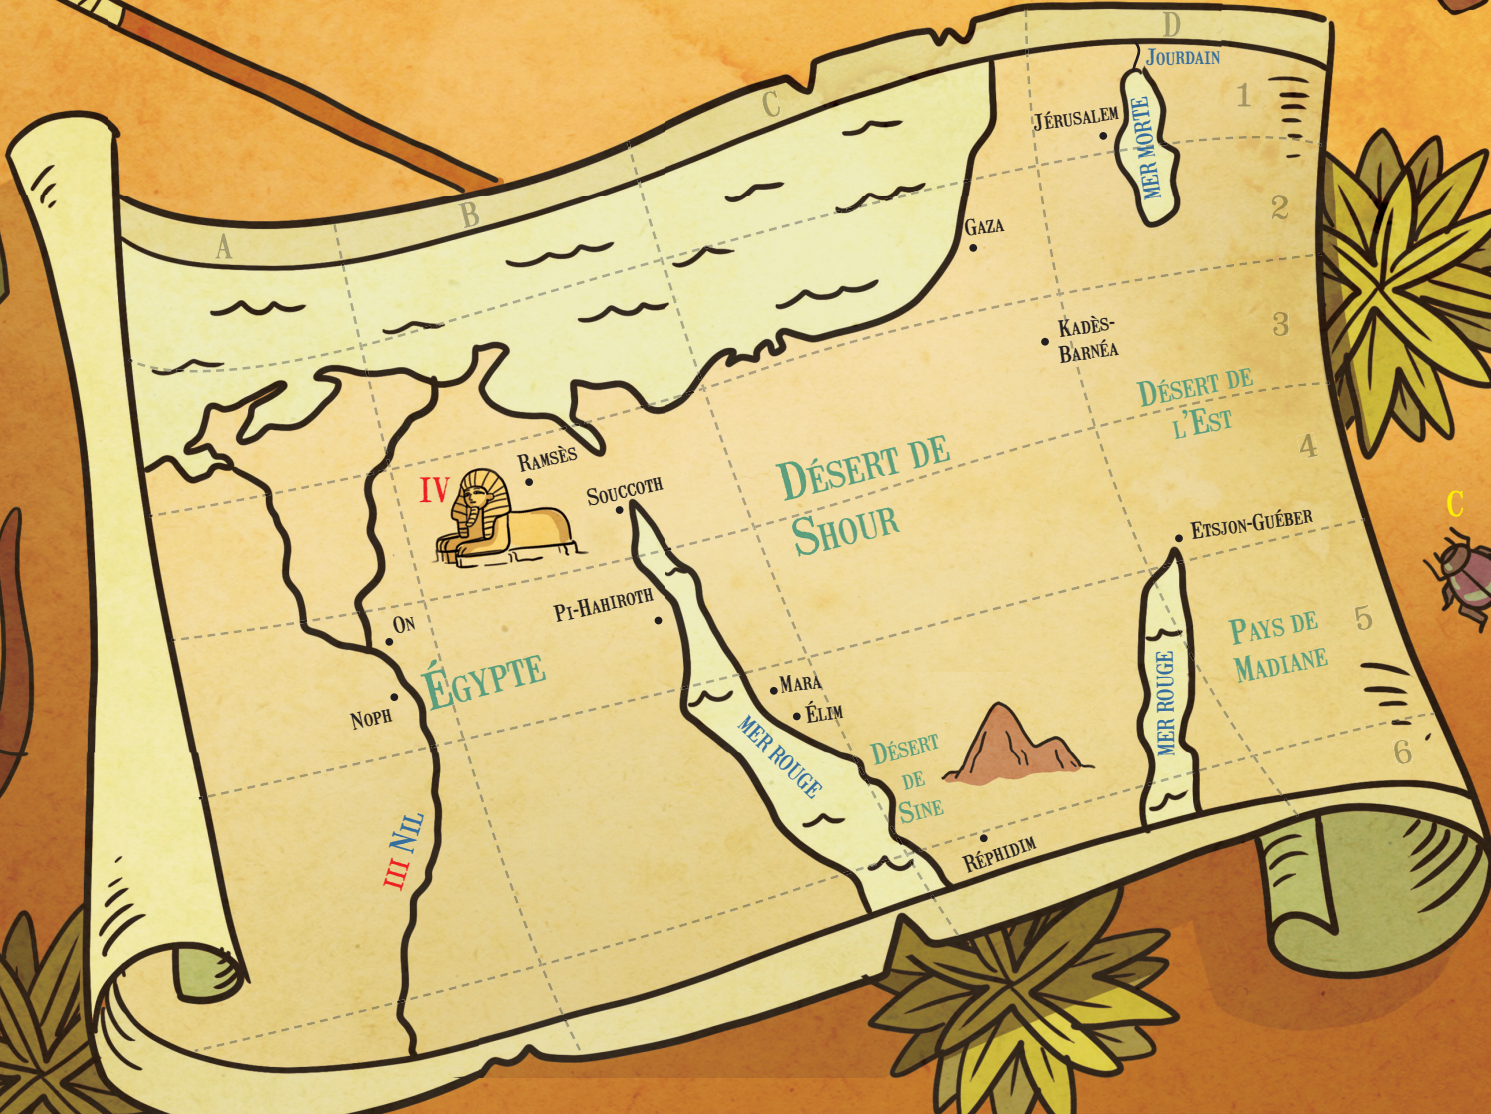 D
Jourdain
C
1
Jérusalem
MER MORTE
B
2
A
Gaza
3
Kadès-
Barnéa
Désert de
l'Est
4
Désert de
Shour
Ramsès
IV
Souccoth
C
Etsjon-Guéber
Pi-Hahiroth
5
On
Pays de
Madiane
Égypte
Mara
Noph
Élim
MER ROUGE
MER ROUGE
Désert
de
Sine
6
III Nil
Réphidim